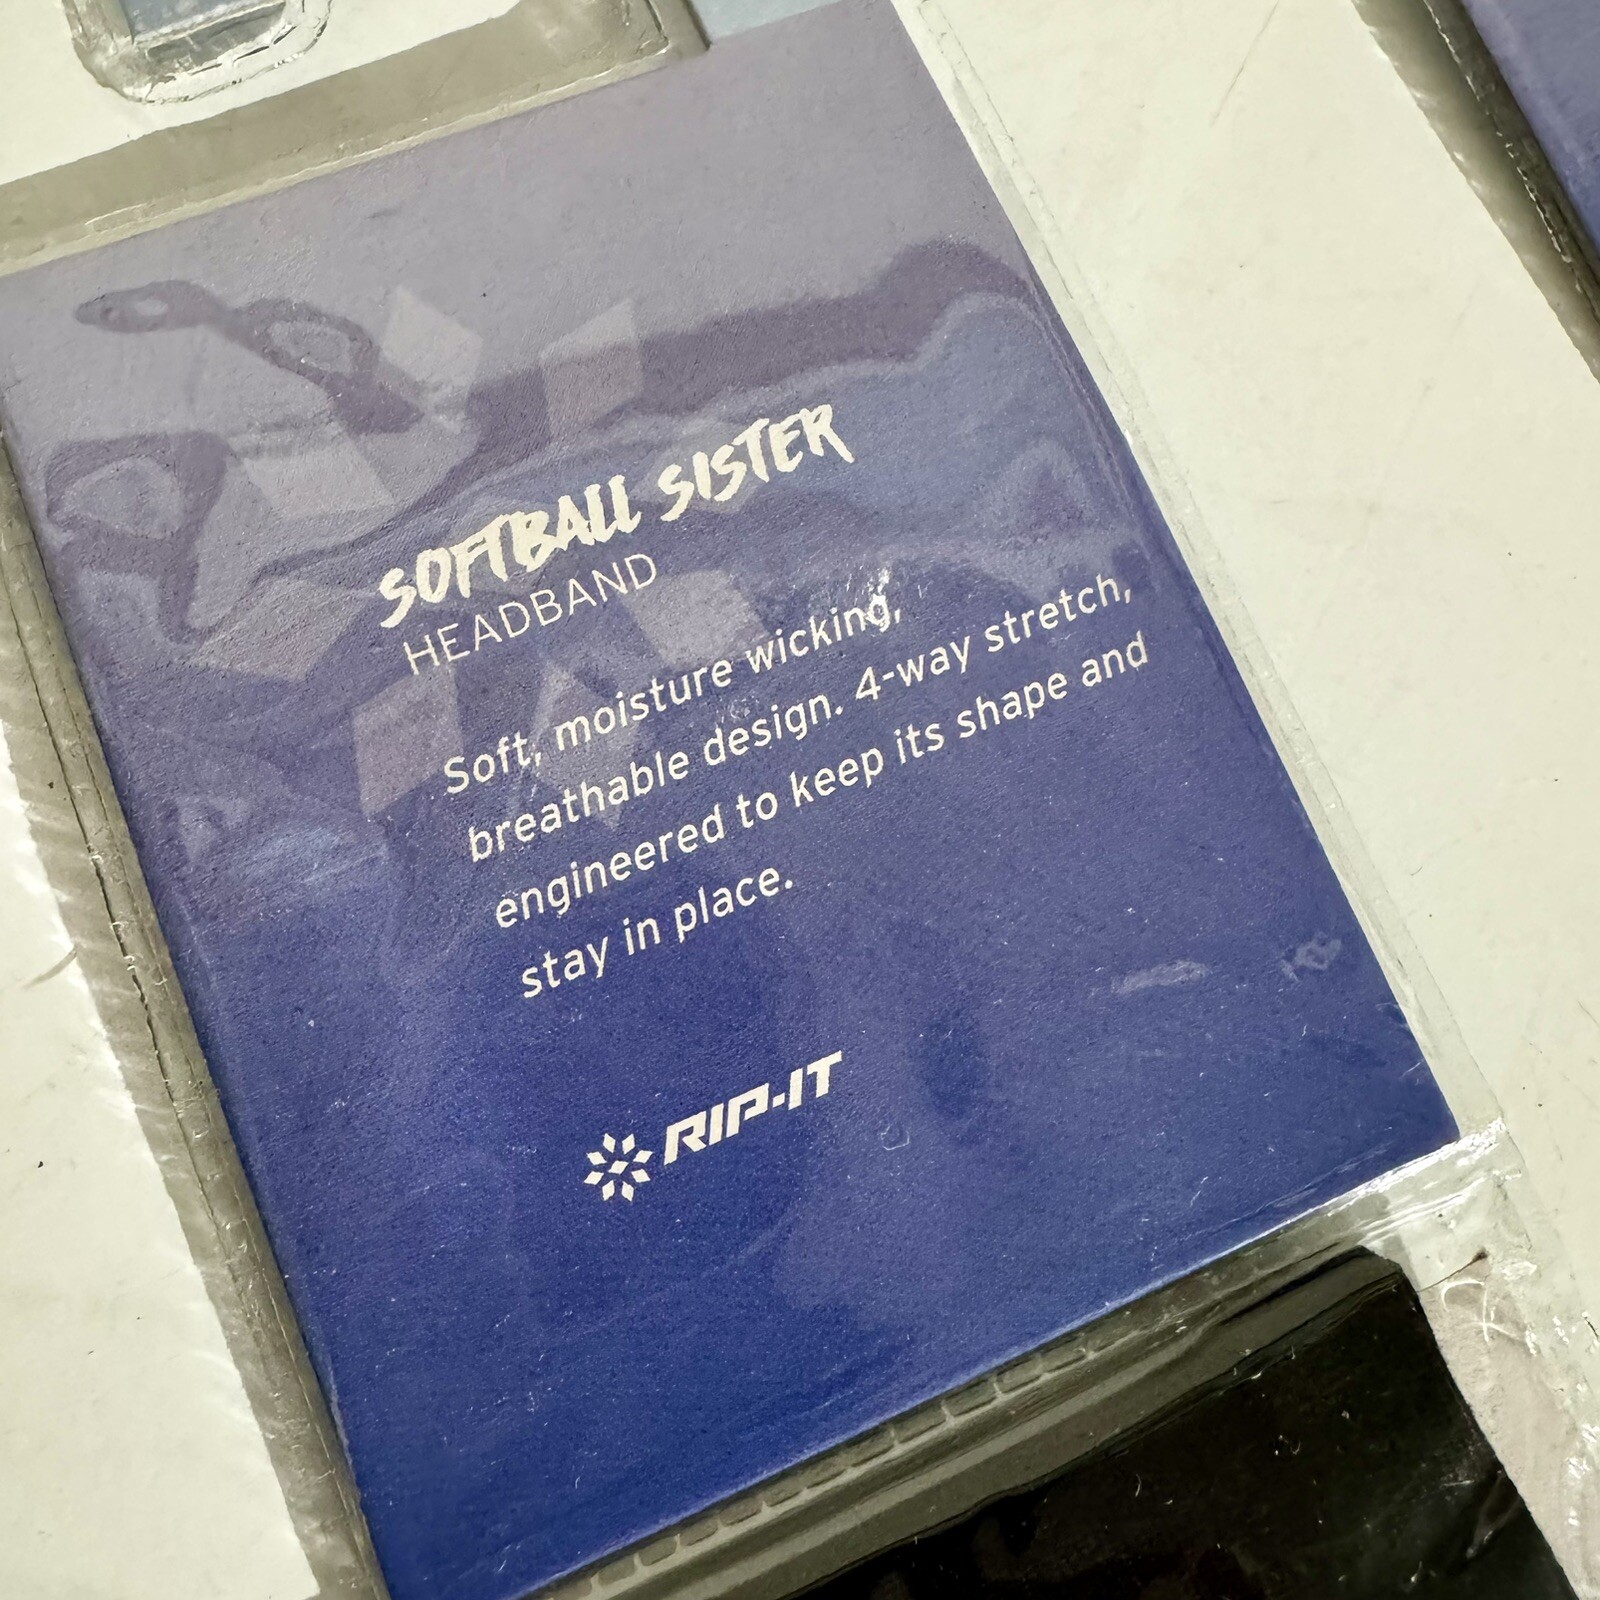 SOFTBALL SISTER
HEADBAND
Soft, moisture wicking,
breathable design. 4-way stretch,
engineered to keep its shape and
stay in place.
RIP-IT